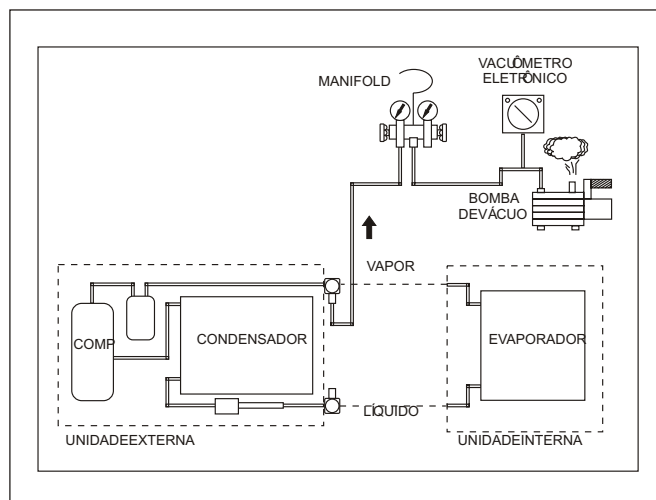 VACUÔMETRO
ELETRÔNICO
MANIFOLD
BOMBA
DEVÁCUO
VAPOR
COMP
CONDENSADOR
EVAPORADOR
LÍQUIDO
UNIDADEEXTERNA
UNIDADEINTERNA